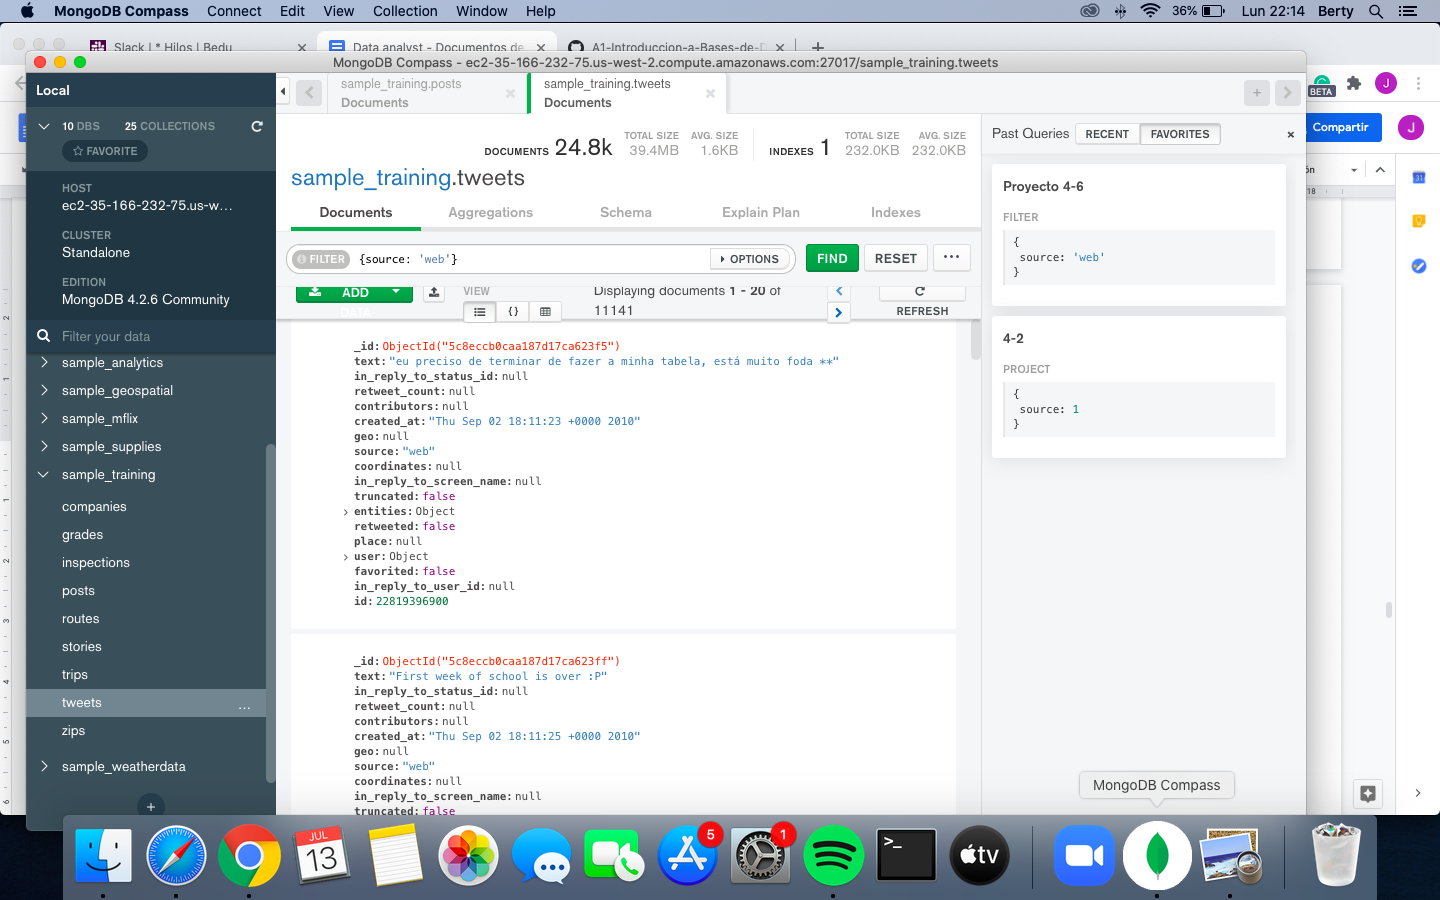 MongoDB Compass Connect Edit View Collection Window Help 36% Lun 22:14 Berty
Slack | * Hilos | Bedu
Data analyst - Documentos de
A1-Introduccion-a-Bases-de-D
MongoDB Compass - ec2-35-166-232-75.us-west-2.compute.amazonaws.com:27017/sample_training.tweets
Local
10 DBS 25 COLLECTIONS
FAVORITE
HOST
ec2-35-166-232-75.us-w...
CLUSTER
Standalone
EDITION
MongoDB 4.2.6 Community
Filter your data
sample_analytics
sample_geospatial
sample_mflix
sample_supplies
sample_training
companies
grades
inspections
posts
routes
stories
trips
tweets ...
zips
sample_weatherdata
+
sample_training.posts
Documents
sample_training.tweets
Documents
DOCUMENTS 24.8k TOTAL SIZE 39.4MB AVG. SIZE 1.6KB INDEXES 1 TOTAL SIZE 232.0KB AVG. SIZE 232.0KB
sample_training.tweets
Documents Aggregations Schema Explain Plan Indexes
FILTER {source: 'web'} OPTIONS FIND RESET ...
ADD DATA VIEW { } Displaying documents 1 - 20 of 11141 REFRESH
_id: ObjectId("5c8eccb0caa187d17ca623f5")
text: "eu preciso de terminar de fazer a minha tabela, está muito foda **"
in_reply_to_status_id: null
retweet_count: null
contributors: null
created_at: "Thu Sep 02 18:11:23 +0000 2010"
geo: null
source: "web"
coordinates: null
in_reply_to_screen_name: null
truncated: false
entities: Object
retweeted: false
place: null
user: Object
favorited: false
in_reply_to_user_id: null
id: 22819396900
_id: ObjectId("5c8eccb0caa187d17ca623ff")
text: "First week of school is over :P"
in_reply_to_status_id: null
retweet_count: null
contributors: null
created_at: "Thu Sep 02 18:11:25 +0000 2010"
geo: null
source: "web"
coordinates: null
in_reply_to_screen_name: null
truncated: false
Past Queries RECENT FAVORITES ×
Proyecto 4-6
FILTER
{
source: 'web'
}
4-2
PROJECT
{
source: 1
}
BETA
J
Compartir
J
ón
18
31
MongoDB Compass
JUL
13
5
1
>_
tv